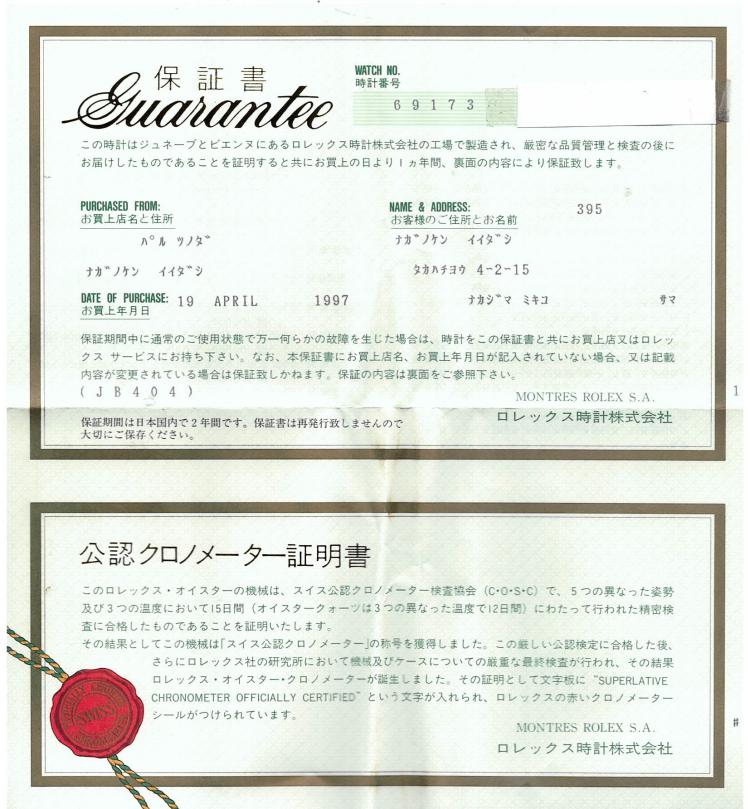 保証書
Guarantee
WATCH NO.
時計番号
69173
この時計はジュネーブとビエンヌにあるロレックス時計株式会社の工場で製造され、厳密な品質管理と検査の後に
お届けしたものであることを証明すると共にお買上の日より1ヵ年間、裏面の内容により保証致します。
PURCHASED FROM:
お買上店名と住所
パル ツノダ
ナガノケン イイダシ
NAME & ADDRESS:
お客様のご住所とお名前
395
ナガノケン イイダシ
タカハチヨウ 4-2-15
ナカジマ ミキコ サマ
DATE OF PURCHASE: 19 APRIL 1997
お買上年月日
保証期間中に通常のご使用状態で万一何らかの故障を生じた場合は、時計をこの保証書と共にお買上店又はロレッ
クス サービスにお持ち下さい。なお、本保証書にお買上店名、お買上年月日が記入されていない場合、又は記載
内容が変更されている場合は保証致しかねます。保証の内容は裏面をご参照下さい。
(JB404)
MONTRES ROLEX S.A.
ロレックス時計株式会社
1
保証期間は日本国内で2年間です。保証書は再発行致しませんので
大切にご保存ください。
公認クロノメーター証明書
このロレックス・オイスターの機械は、スイス公認クロノメーター検査協会(C・O・S・C)で、5つの異なった姿勢
及び3つの温度において15日間(オイスタークォーツは3つの異なった温度で12日間)にわたって行われた精密検
査に合格したものであることを証明いたします。
その結果としてこの機械は「スイス公認クロノメーター」の称号を獲得しました。この厳しい公認検定に合格した後、
さらにロレックス社の研究所において機械及びケースについての厳重な最終検査が行われ、その結果
ロレックス・オイスター・クロノメーターが誕生しました。その証明として文字板に "SUPERLATIVE
CHRONOMETER OFFICIALLY CERTIFIED" という文字が入れられ、ロレックスの赤いクロノメーター
シールがつけられています。
SWISS
MONTRES ROLEX S.A.
ロレックス時計株式会社
#